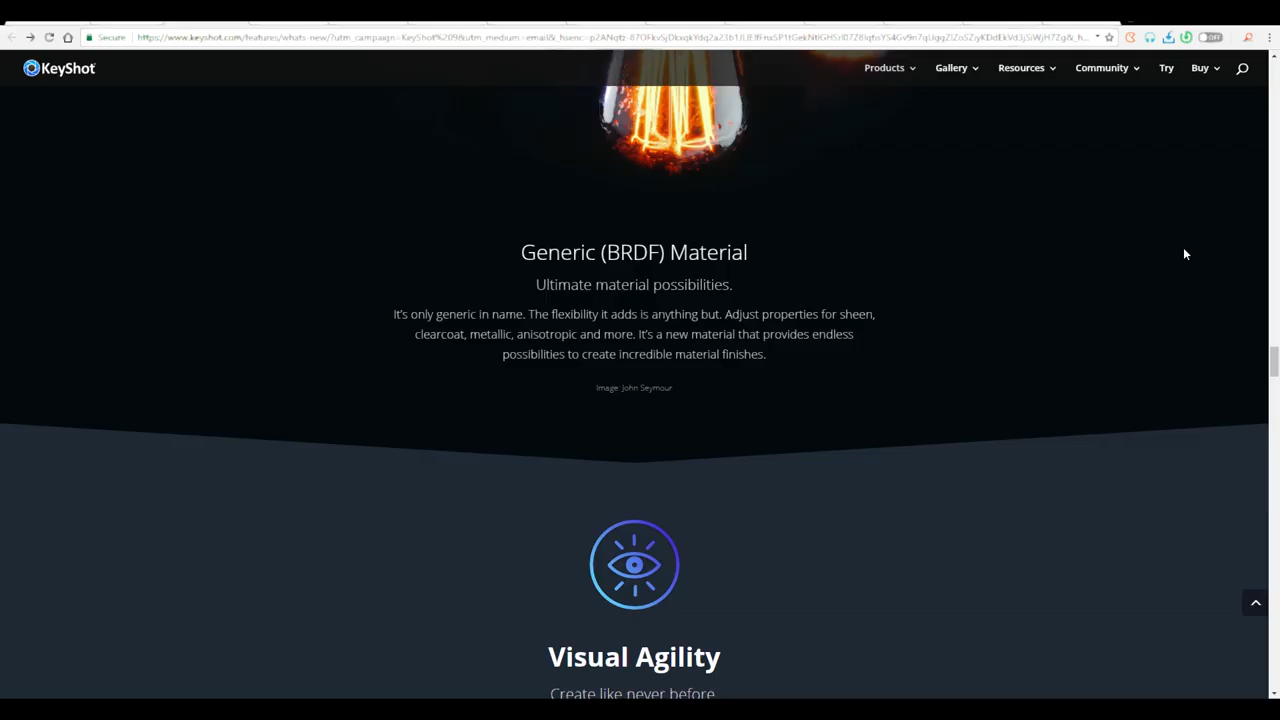 Secure
KeyShot
Products
Gallery
Resources
Community
Try
Buy
OFF
Generic (BRDF) Material
Ultimate material possibilities.
It's only generic in name. The flexibility it adds is anything but. Adjust properties for sheen,
clearcoat, metallic, anisotropic and more. It's a new material that provides endless
possibilities to create incredible material finishes.
Image: John Seymour
Visual Agility
Create like never before